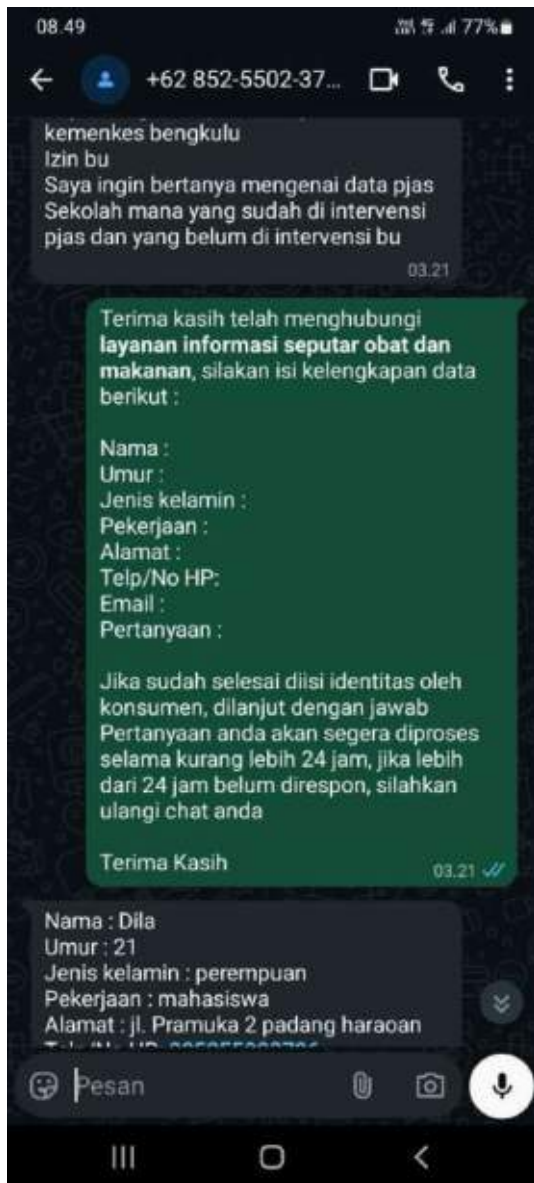 08.49
77%
+62 852-5502-37...
kemenkes bengkulu
Izin bu
Saya ingin bertanya mengenai data pjas
Sekolah mana yang sudah di intervensi
pjas dan yang belum di intervensi bu
03.21
Terima kasih telah menghubungi
layanan informasi seputar obat dan
makanan, silakan isi kelengkapan data
berikut :
Nama :
Umur :
Jenis kelamin :
Pekerjaan :
Alamat :
Telp/No HP:
Email :
Pertanyaan :
Jika sudah selesai diisi identitas oleh
konsumen, dilanjut dengan jawab
Pertanyaan anda akan segera diproses
selama kurang lebih 24 jam, jika lebih
dari 24 jam belum direspon, silahkan
ulangi chat anda
Terima Kasih
03.21
Nama : Dila
Umur : 21
Jenis kelamin : perempuan
Pekerjaan : mahasiswa
Alamat : jl. Pramuka 2 padang haraoan
Pesan